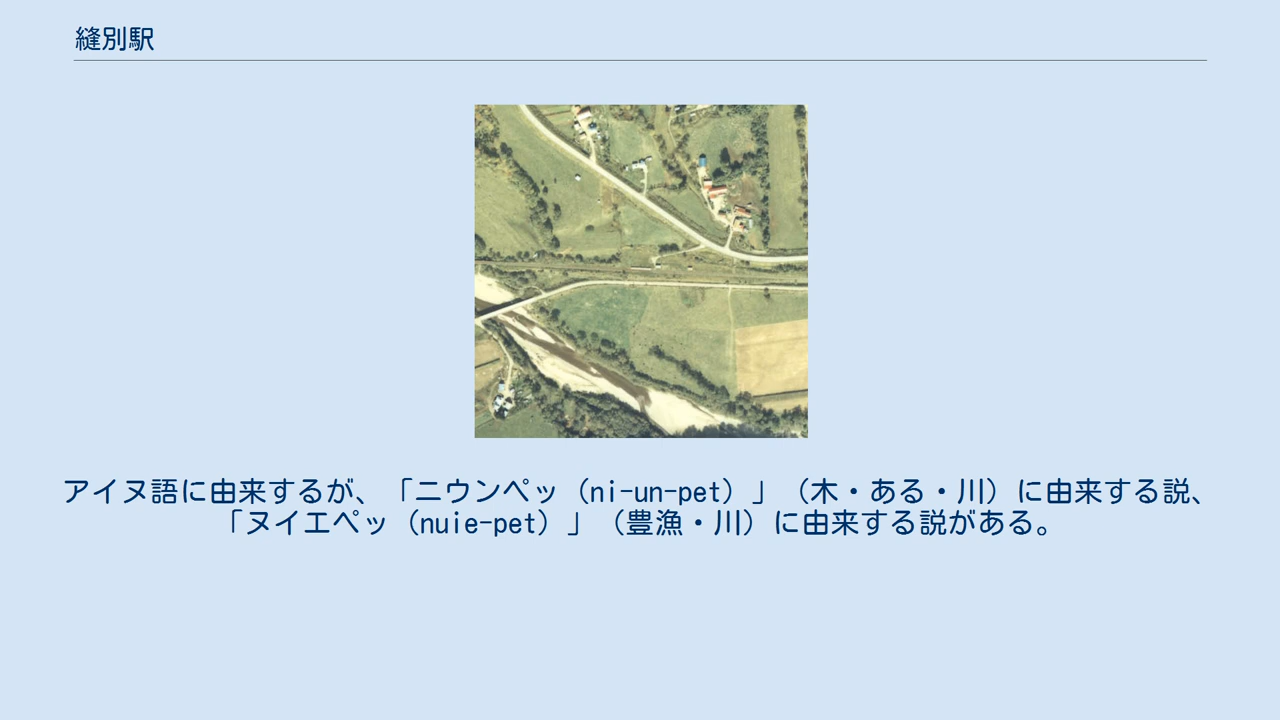 縫別駅
アイヌ語に由来するが、「ニウンペッ（ni-un-pet）」（木・ある・川）に由来する説、
「ヌイエペッ（nuie-pet）」（豊漁・川）に由来する説がある。